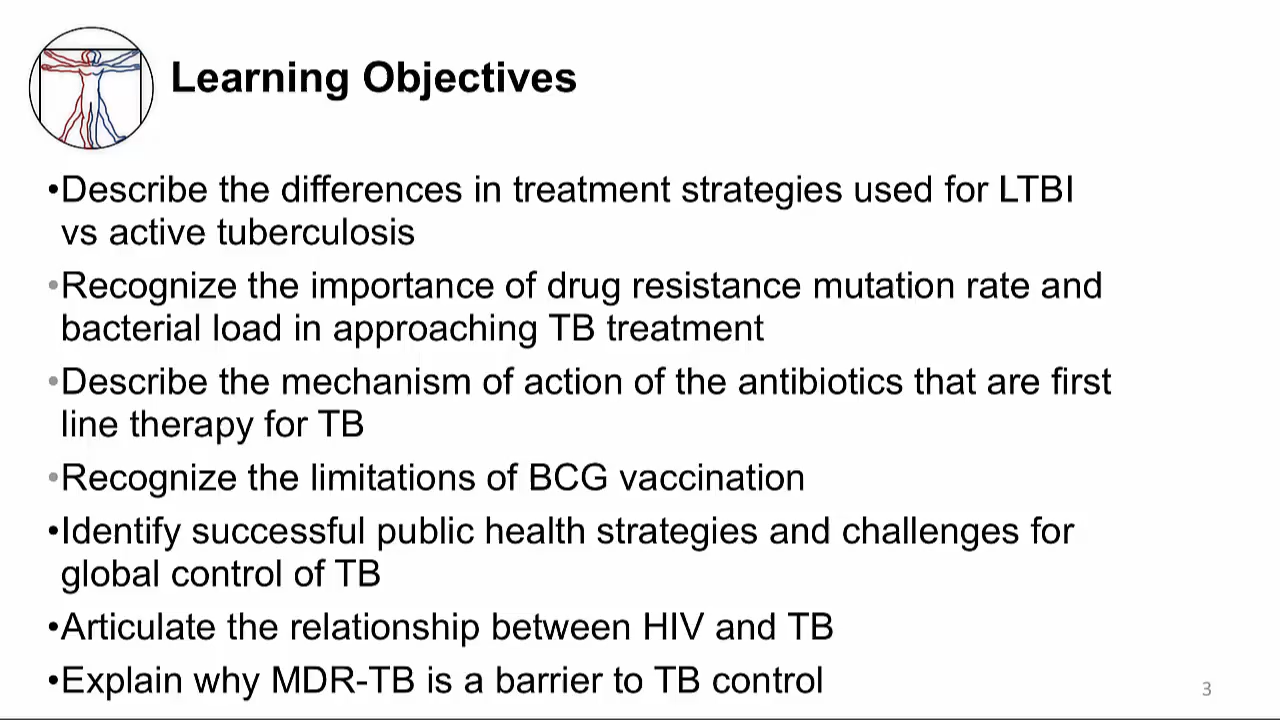 Learning Objectives
•Describe the differences in treatment strategies used for LTBI
vs active tuberculosis
•Recognize the importance of drug resistance mutation rate and
bacterial load in approaching TB treatment
•Describe the mechanism of action of the antibiotics that are first
line therapy for TB
•Recognize the limitations of BCG vaccination
•Identify successful public health strategies and challenges for
global control of TB
•Articulate the relationship between HIV and TB
•Explain why MDR-TB is a barrier to TB control
3